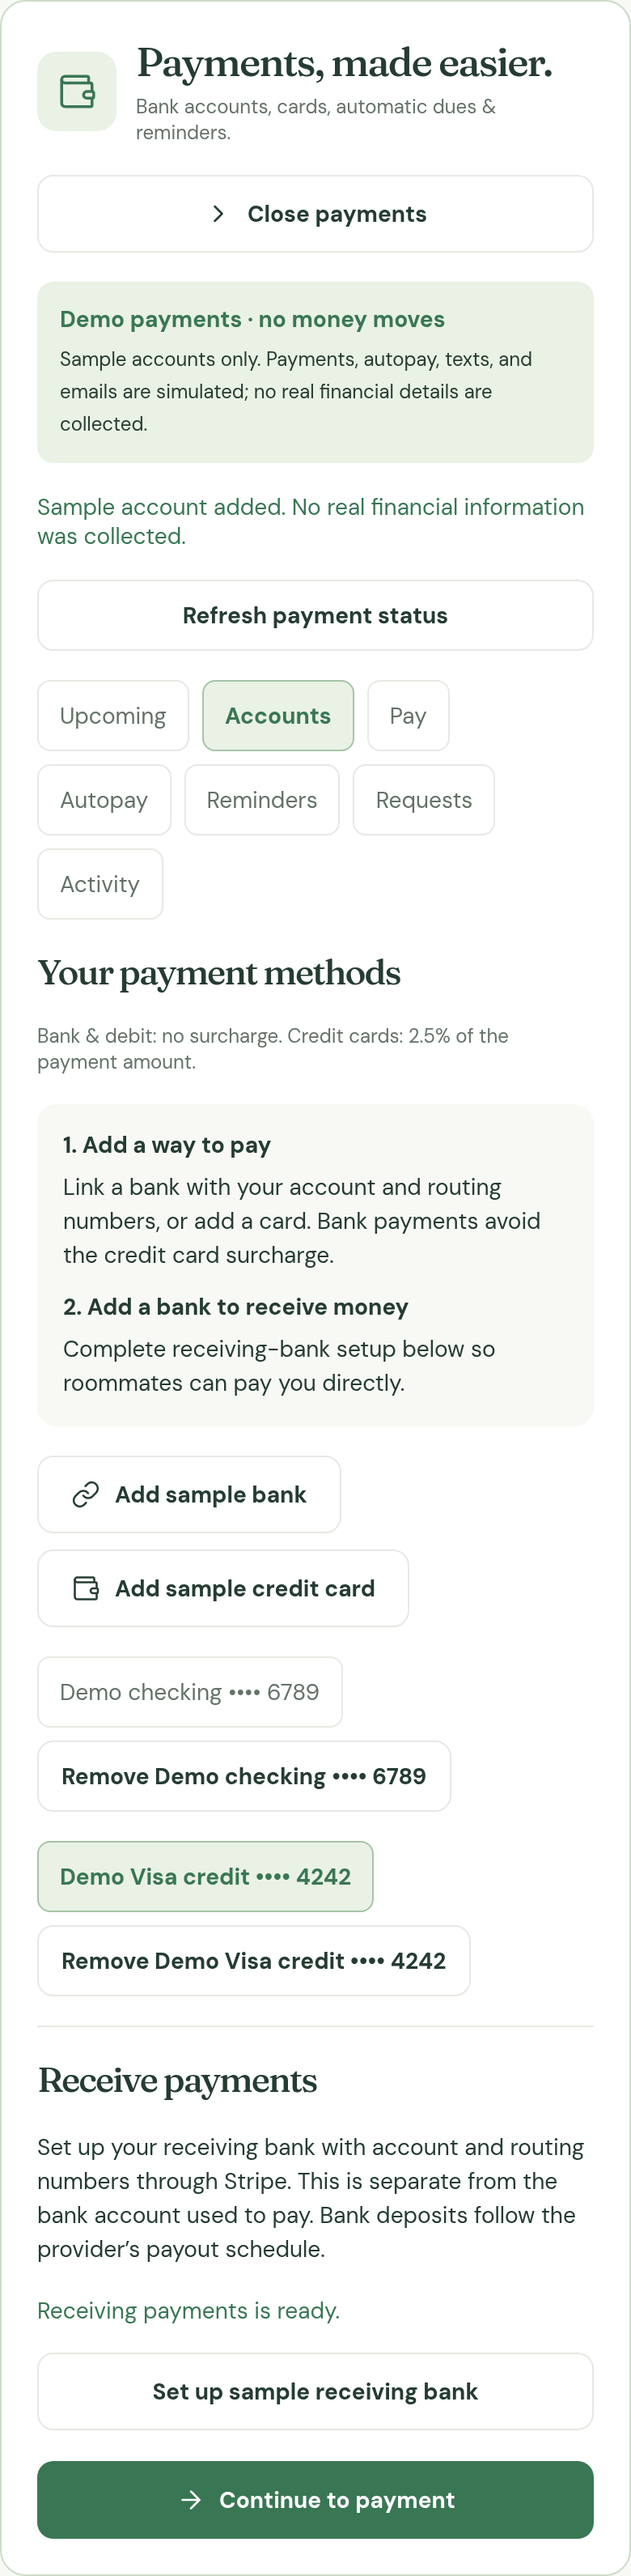 Payments, made easier.
Bank accounts, cards, automatic dues &
reminders.
Close payments
Demo payments · no money moves
Sample accounts only. Payments, autopay, texts, and
emails are simulated; no real financial details are
collected.
Sample account added. No real financial information
was collected.
Refresh payment status
Upcoming Accounts Pay
Autopay Reminders Requests
Activity
Your payment methods
Bank & debit: no surcharge. Credit cards: 2.5% of the
payment amount.
1. Add a way to pay
Link a bank with your account and routing
numbers, or add a card. Bank payments avoid
the credit card surcharge.
2. Add a bank to receive money
Complete receiving-bank setup below so
roommates can pay you directly.
Add sample bank
Add sample credit card
Demo checking •••• 6789
Remove Demo checking •••• 6789
Demo Visa credit •••• 4242
Remove Demo Visa credit •••• 4242
Receive payments
Set up your receiving bank with account and routing
numbers through Stripe. This is separate from the
bank account used to pay. Bank deposits follow the
provider’s payout schedule.
Receiving payments is ready.
Set up sample receiving bank
Continue to payment